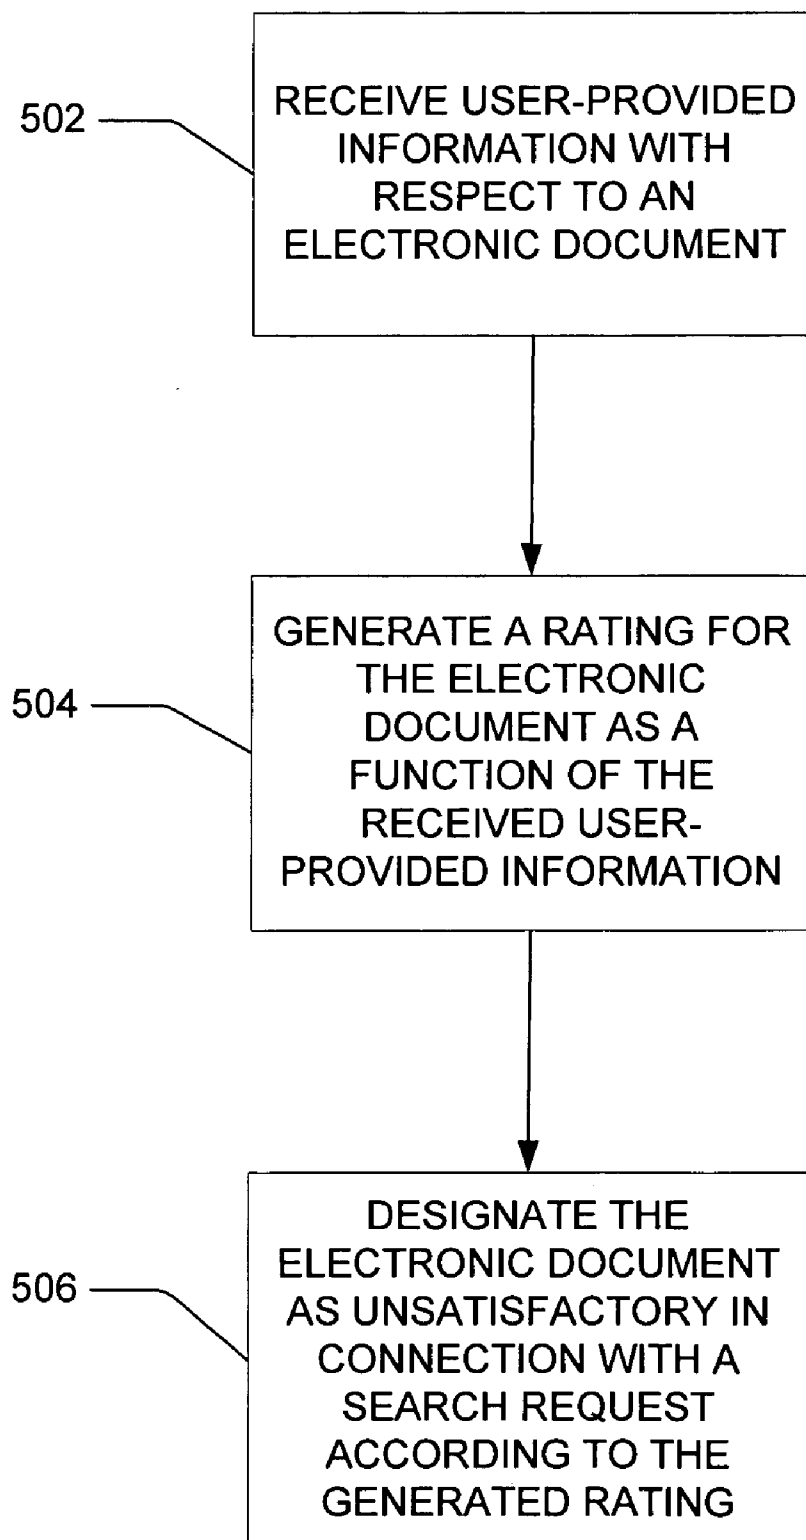 502
RECEIVE USER-PROVIDED
INFORMATION WITH
RESPECT TO AN
ELECTRONIC DOCUMENT
504
GENERATE A RATING FOR
THE ELECTRONIC
DOCUMENT AS A
FUNCTION OF THE
RECEIVED USER-
PROVIDED INFORMATION
506
DESIGNATE THE
ELECTRONIC DOCUMENT
AS UNSATISFACTORY IN
CONNECTION WITH A
SEARCH REQUEST
ACCORDING TO THE
GENERATED RATING